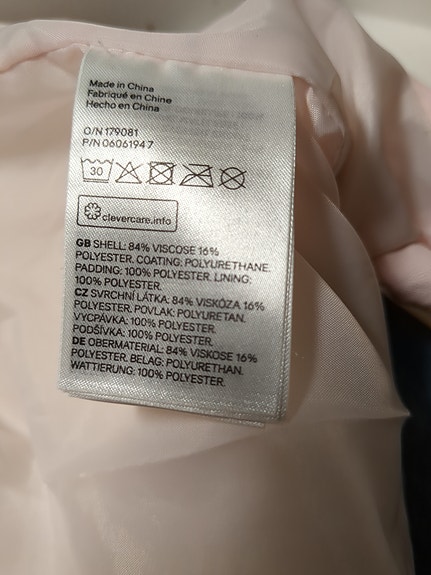 Made in China
Fabriqué en Chine
Hecho en China
O/N 179081
P/N 0606194 7
30
clevercare.info
GB SHELL: 84% VISCOSE 16%
POLYESTER. COATING: POLYURETHANE.
PADDING: 100% POLYESTER. LINING:
100% POLYESTER.
CZ SVRCHNÍ LÁTKA: 84% VISKÓZA 16%
POLYESTER. POVLAK: POLYURETAN.
VYCPÁVKA: 100% POLYESTER.
PODŠÍVKA: 100% POLYESTER.
DE OBERMATERIAL: 84% VISKOSE 16%
POLYESTER. BELAG: POLYURETHAN.
WATTIERUNG: 100% POLYESTER.